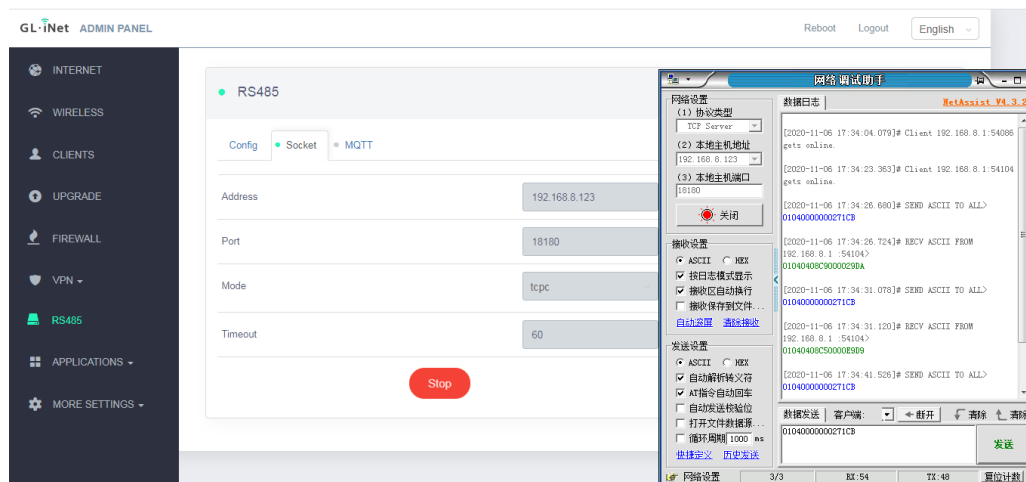 GL·iNet ADMIN PANEL
Reboot Logout English
INTERNET
WIRELESS
CLIENTS
UPGRADE
FIREWALL
VPN
RS485
APPLICATIONS
MORE SETTINGS
RS485
Config Socket MQTT
Address 192.168.8.123
Port 18180
Mode tcpc
Timeout 60
Stop
网络调试助手
网络设置
(1) 协议类型
TCP Server
(2) 本地主机地址
192.168.8.123
(3) 本地主机端口
18180
关闭
接收设置
ASCII HEX
按日志模式显示
接收区自动换行
接收保存到文件...
自动滚屏 清除接收
发送设置
ASCII HEX
自动解析转义符
AT指令自动回车
自动发送校验位
打开文件数据源...
循环周期 1000 ms
快捷定义 历史发送
数据日志 NetAssist V4.3.2
[2020-11-06 17:34:04.079]# Client 192.168.8.1:54086
gets online.
[2020-11-06 17:34:23.363]# Client 192.168.8.1:54104
gets online.
[2020-11-06 17:34:26.680]# SEND ASCII TO ALL>
01040000000271CB
[2020-11-06 17:34:26.724]# RECV ASCII FROM
192.168.8.1 :54104>
01040408C9000029DA
[2020-11-06 17:34:31.078]# SEND ASCII TO ALL>
01040000000271CB
[2020-11-06 17:34:31.120]# RECV ASCII FROM
192.168.8.1 :54104>
01040408C50000E9D9
[2020-11-06 17:34:41.526]# SEND ASCII TO ALL>
01040000000271CB
数据发送 客户端: 断开 清除 清除
01040000000271CB
发送
网络设置 3/3 RX:54 TX:48 复位计数